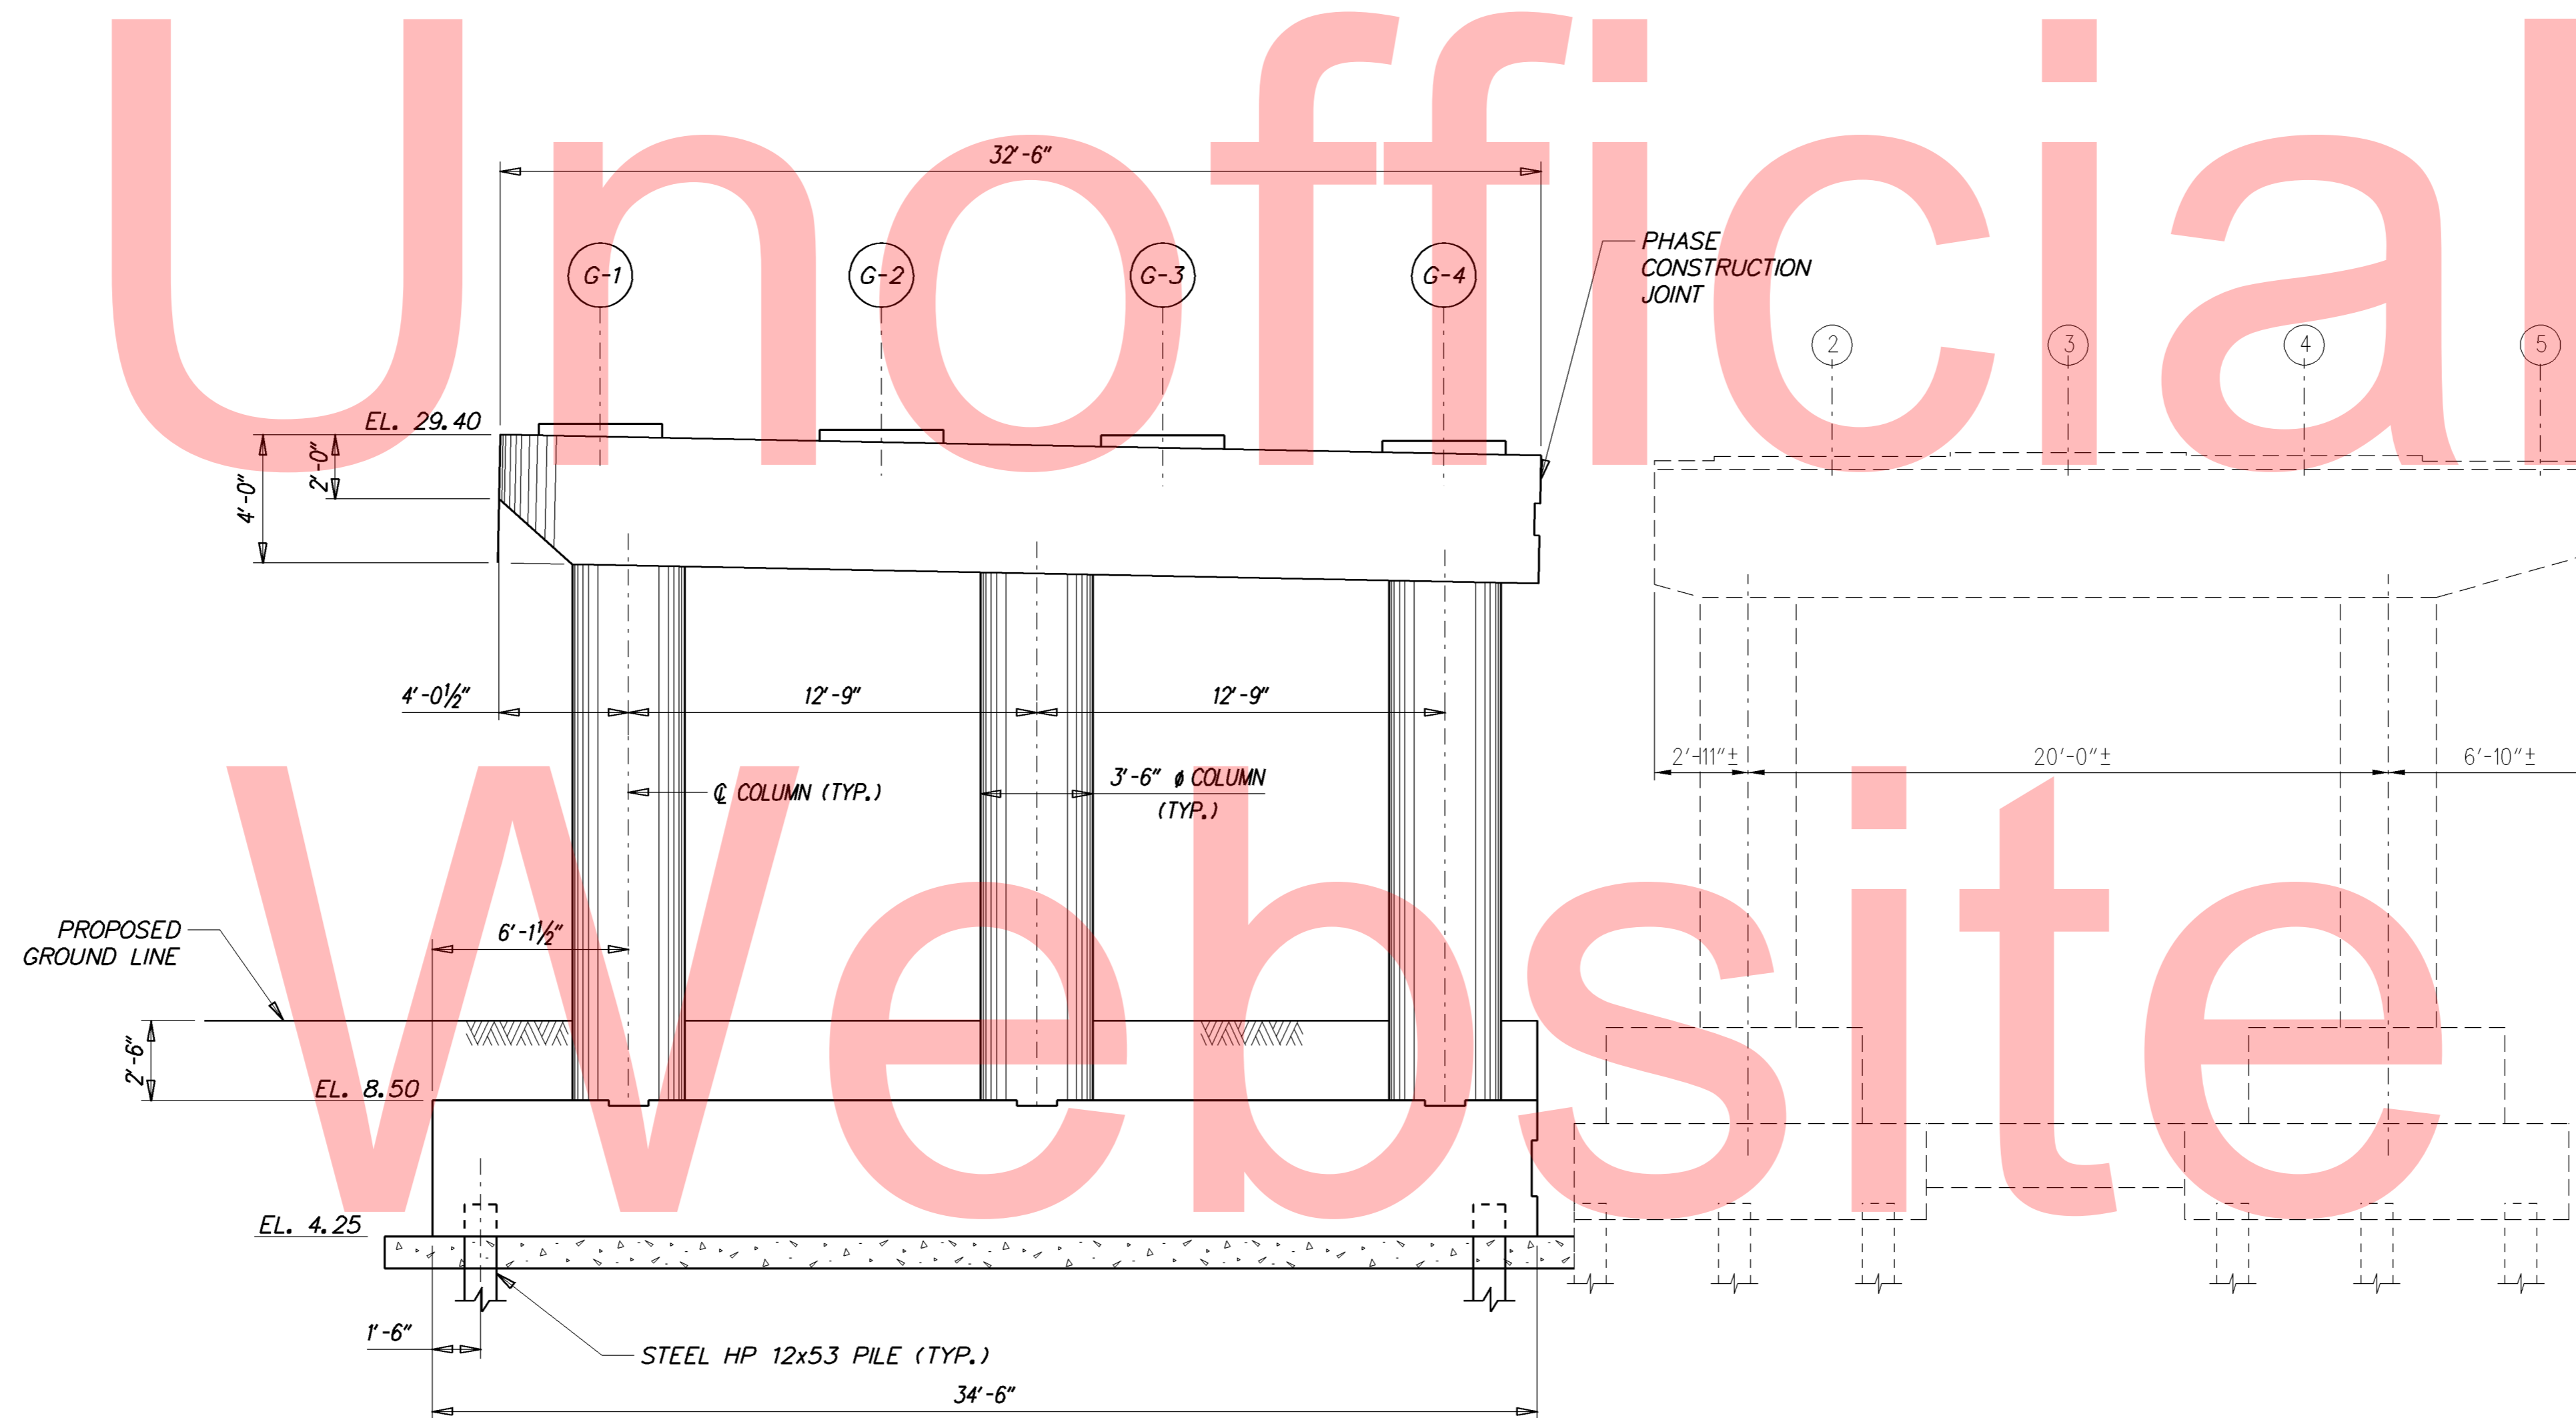 Unofficial
32'-6"
PHASE
CONSTRUCTION
JOINT
G-1
G-2
G-3
G-4
2
3
4
5
EL. 29.40
2'-0"
4'-0"
4'-0½"
12'-9"
12'-9"
2'-11"±
20'-0"±
6'-10"±
℄ COLUMN (TYP.)
3'-6" ø COLUMN
(TYP.)
Website
PROPOSED
GROUND LINE
6'-1½"
2'-6"
EL. 8.50
EL. 4.25
1'-6"
STEEL HP 12x53 PILE (TYP.)
34'-6"